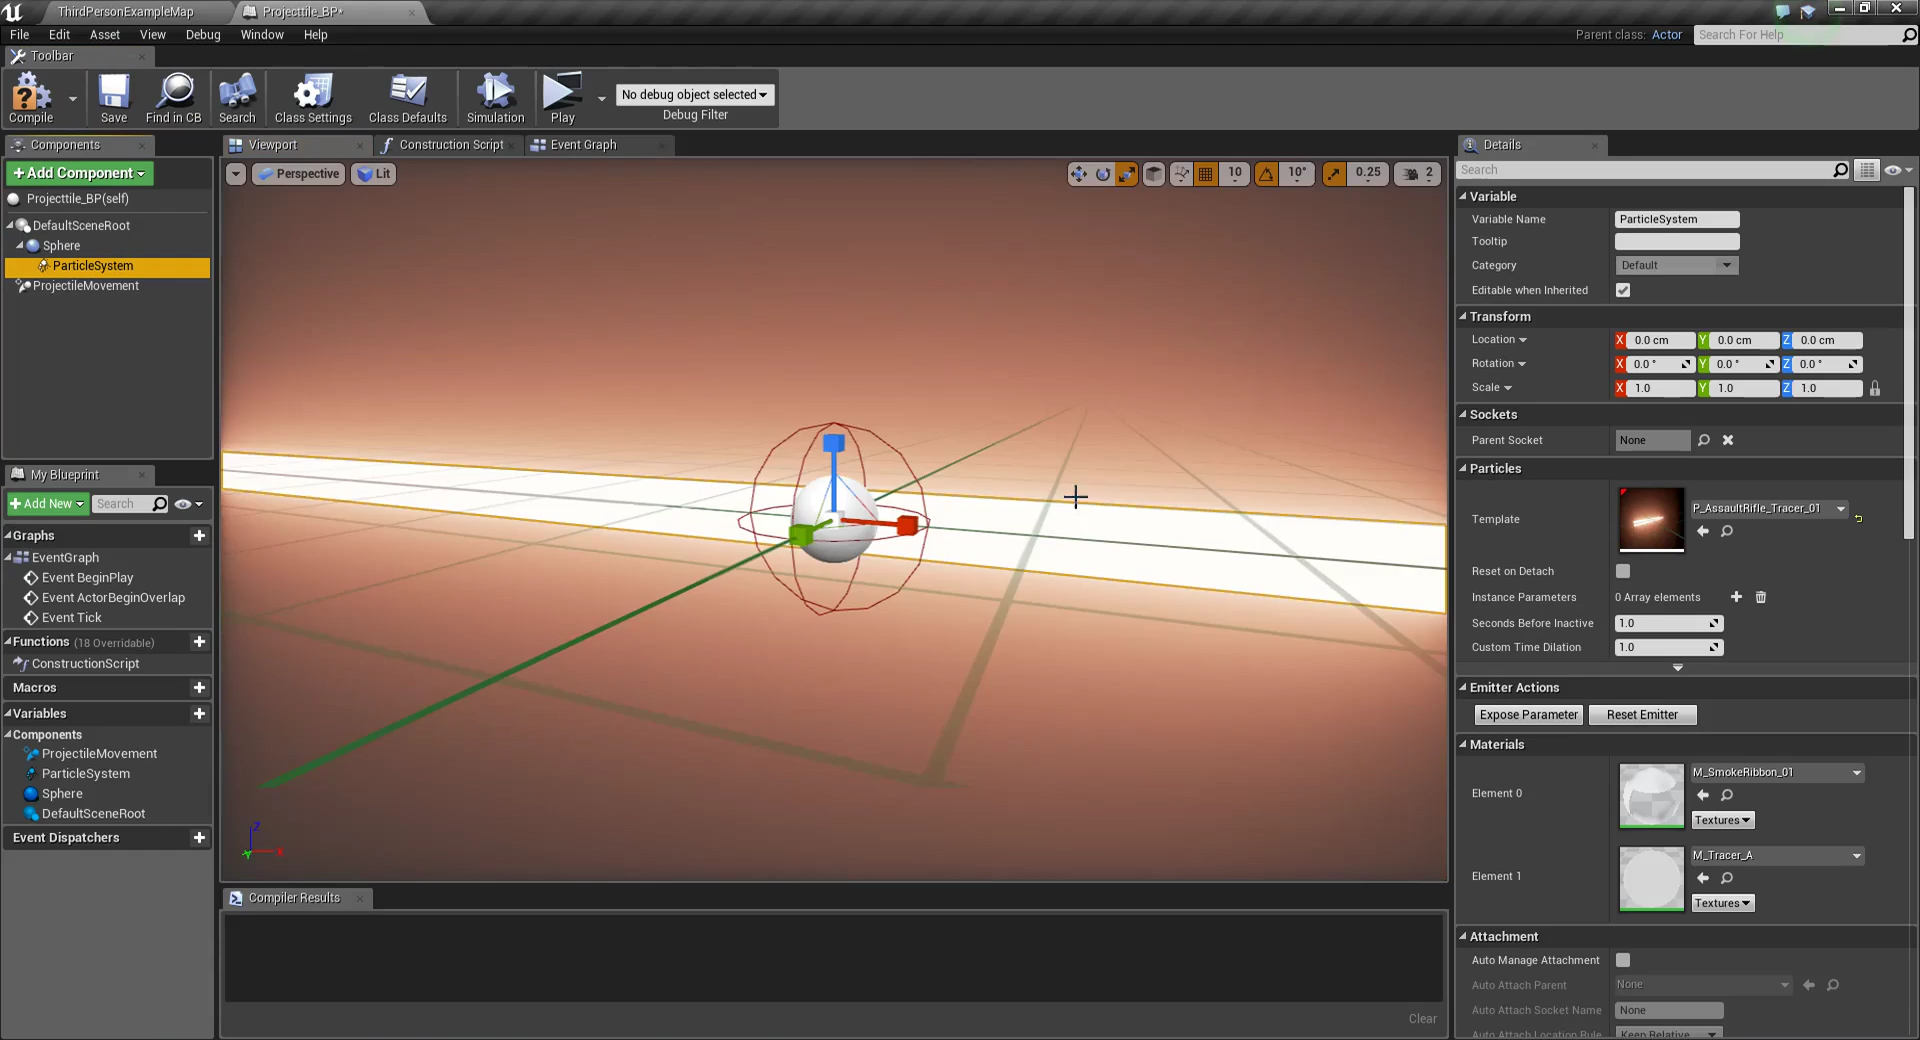 ThirdPersonExampleMap
Projecttile_BP*
File Edit Asset View Debug Window Help
Parent class: Actor
Search For Help
Toolbar
Compile
Save
Find in CB
Search
Class Settings
Class Defaults
Simulation
Play
No debug object selected
Debug Filter
Components
+Add Component
Projecttile_BP(self)
DefaultSceneRoot
Sphere
ParticleSystem
ProjectileMovement
My Blueprint
+Add New
Search
Graphs
EventGraph
Event BeginPlay
Event ActorBeginOverlap
Event Tick
Functions (18 Overridable)
ConstructionScript
Macros
Variables
Components
ProjectileMovement
ParticleSystem
Sphere
DefaultSceneRoot
Event Dispatchers
Viewport
Construction Script
Event Graph
Perspective
Lit
10
10°
0.25
2
Z
X
Y
Compiler Results
Clear
Details
Search
Variable
Variable Name ParticleSystem
Tooltip
Category Default
Editable when Inherited
Transform
Location X 0.0 cm Y 0.0 cm Z 0.0 cm
Rotation X 0.0 ° Y 0.0 ° Z 0.0 °
Scale X 1.0 Y 1.0 Z 1.0
Sockets
Parent Socket None
Particles
Template P_AssaultRifle_Tracer_01
Reset on Detach
Instance Parameters 0 Array elements
Seconds Before Inactive 1.0
Custom Time Dilation 1.0
Emitter Actions
Expose Parameter Reset Emitter
Materials
Element 0 M_SmokeRibbon_01
Textures
Element 1 M_Tracer_A
Textures
Attachment
Auto Manage Attachment
Auto Attach Parent None
Auto Attach Socket Name None
Auto Attach Location Rule Keep Relative